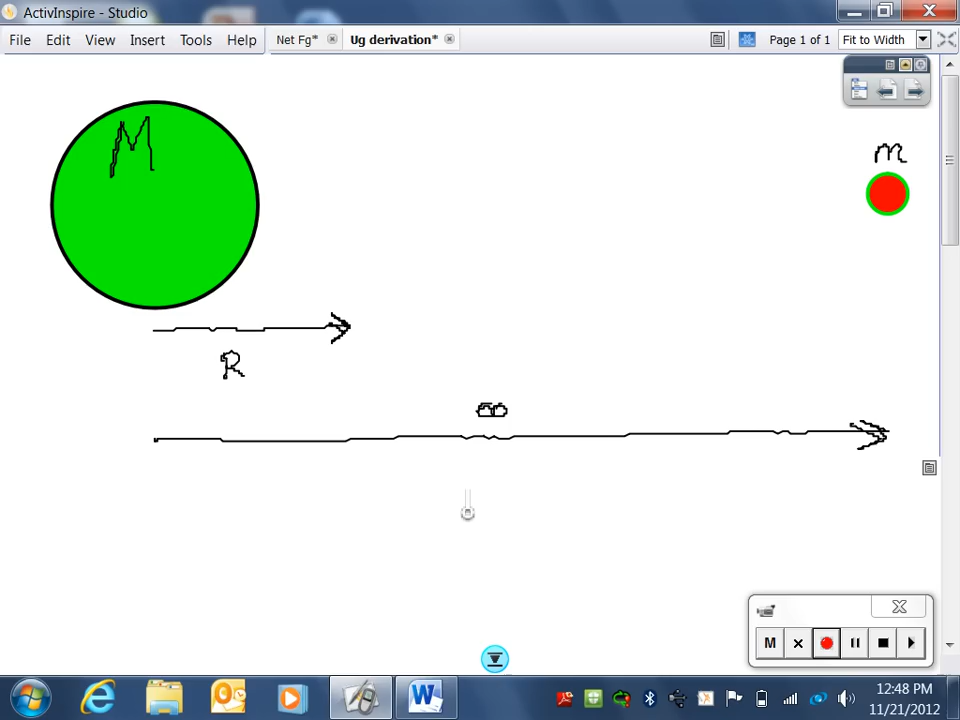 ActivInspire - Studio
File Edit View Insert Tools Help
Net Fg* Ug derivation*
Page 1 of 1 Fit to Width
M
m
R
∞
M
W
12:48 PM
11/21/2012